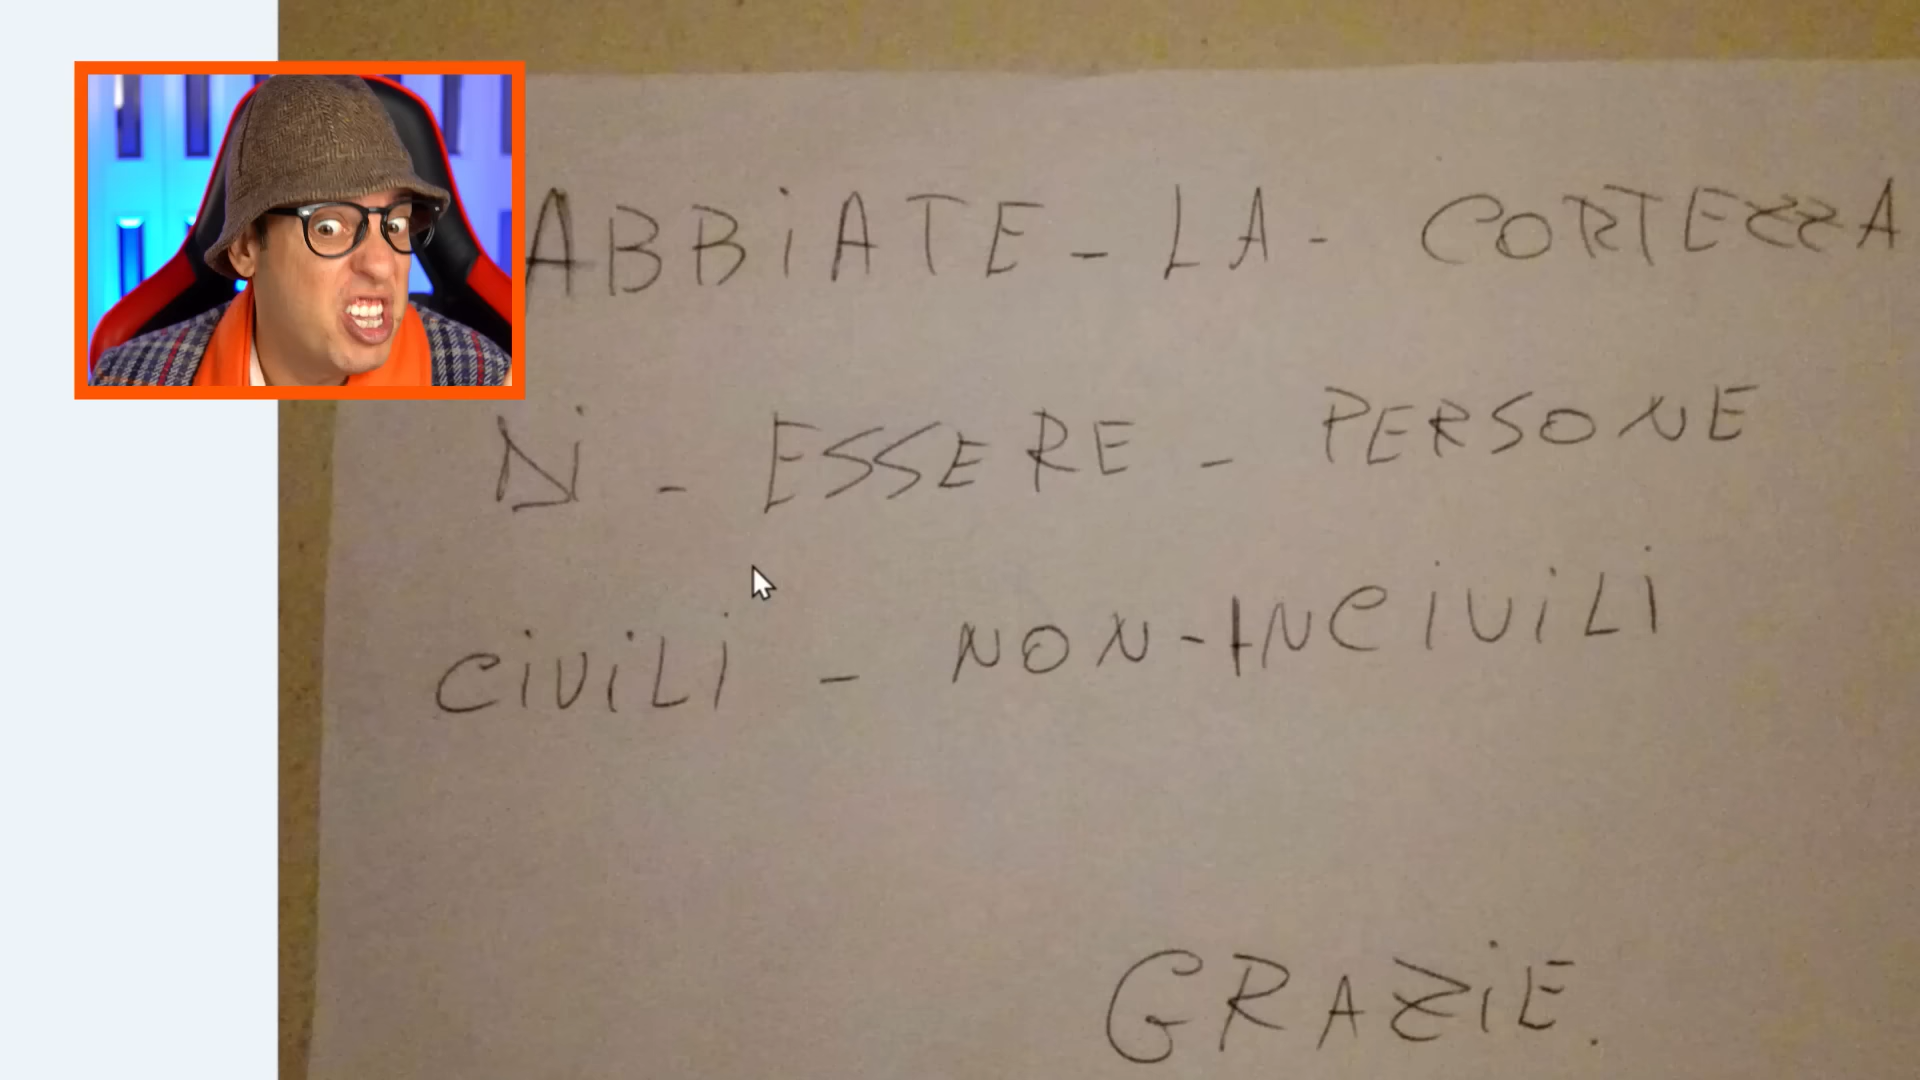 ABBiATE - LA - CORTEZZA
Di - ESSERE - PERSONE
CiViLI - NON - INCIViLI
GRAZiE.